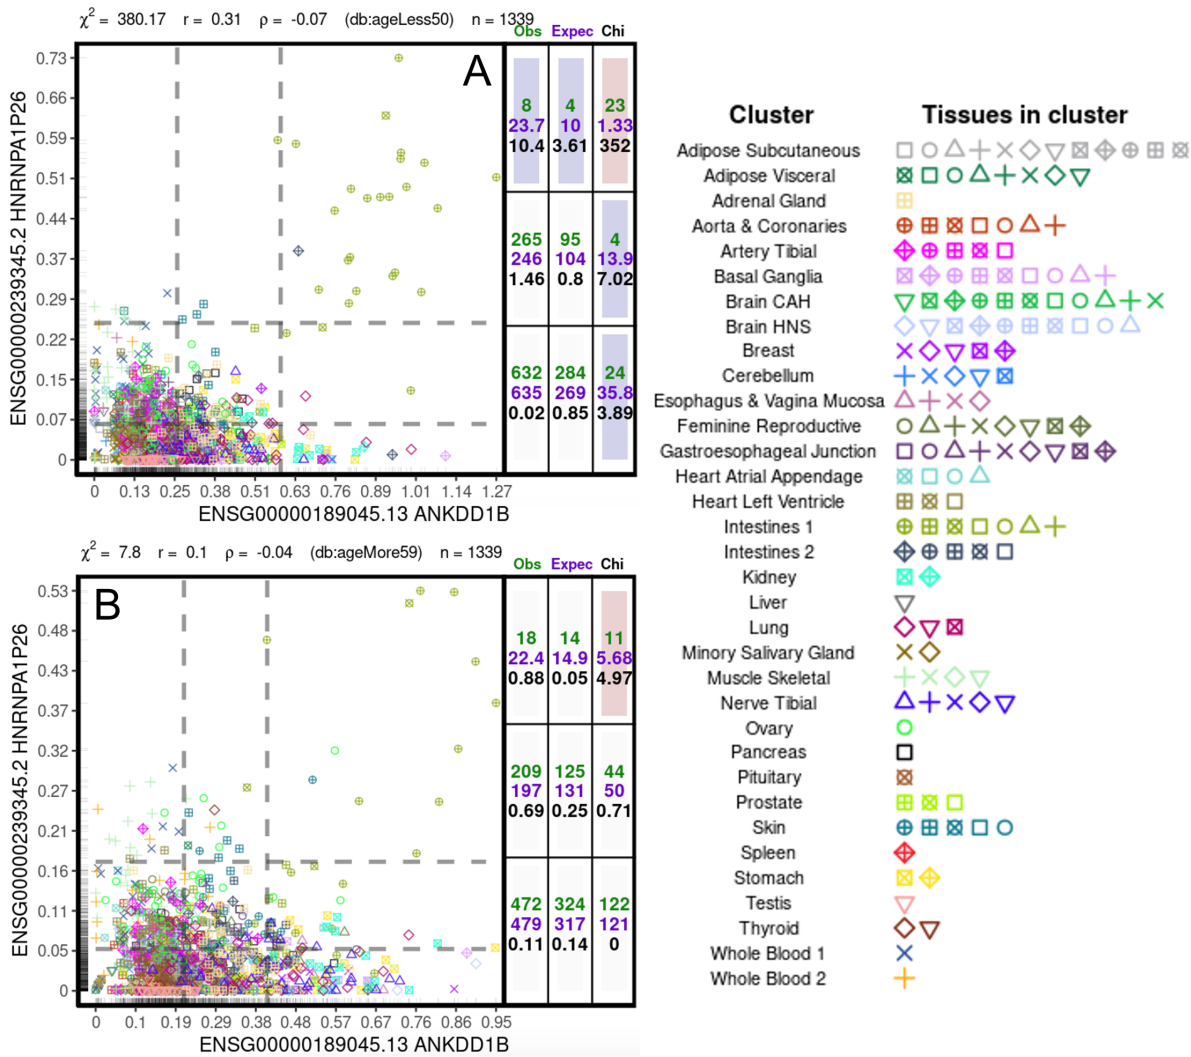 χ² = 380.17 r = 0.31 ρ = -0.07 (db:ageLess50) n = 1339
Obs Expec Chi
A
ENSG00000239345.2 HNRNPA1P26
0.73
0.66
0.59
0.51
0.44
0.37
0.29
0.22
0.15
0.07
0
8 4 23
23.7 10 1.33
10.4 3.61 352
265 95 4
246 104 13.9
1.46 0.8 7.02
632 284 24
635 269 35.8
0.02 0.85 3.89
0 0.13 0.25 0.38 0.51 0.63 0.76 0.89 1.01 1.14 1.27
ENSG00000189045.13 ANKDD1B
χ² = 7.8 r = 0.1 ρ = -0.04 (db:ageMore59) n = 1339
Obs Expec Chi
B
ENSG00000239345.2 HNRNPA1P26
0.53
0.48
0.43
0.37
0.32
0.27
0.21
0.16
0.11
0.05
0
18 14 11
22.4 14.9 5.68
0.88 0.05 4.97
209 125 44
197 131 50
0.69 0.25 0.71
472 324 122
479 317 121
0.11 0.14 0
0 0.1 0.19 0.29 0.38 0.48 0.57 0.67 0.76 0.86 0.95
ENSG00000189045.13 ANKDD1B
Cluster Tissues in cluster
Adipose Subcutaneous
Adipose Visceral
Adrenal Gland
Aorta & Coronaries
Artery Tibial
Basal Ganglia
Brain CAH
Brain HNS
Breast
Cerebellum
Esophagus & Vagina Mucosa
Feminine Reproductive
Gastroesophageal Junction
Heart Atrial Appendage
Heart Left Ventricle
Intestines 1
Intestines 2
Kidney
Liver
Lung
Minory Salivary Gland
Muscle Skeletal
Nerve Tibial
Ovary
Pancreas
Pituitary
Prostate
Skin
Spleen
Stomach
Testis
Thyroid
Whole Blood 1
Whole Blood 2